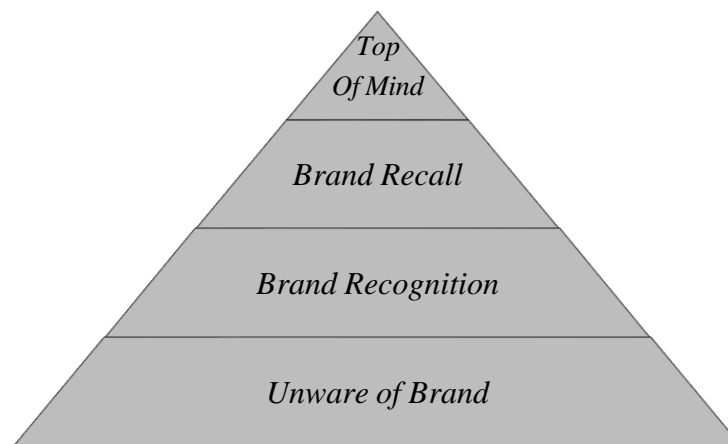 Top
Of Mind
Brand Recall
Brand Recognition
Unware of Brand